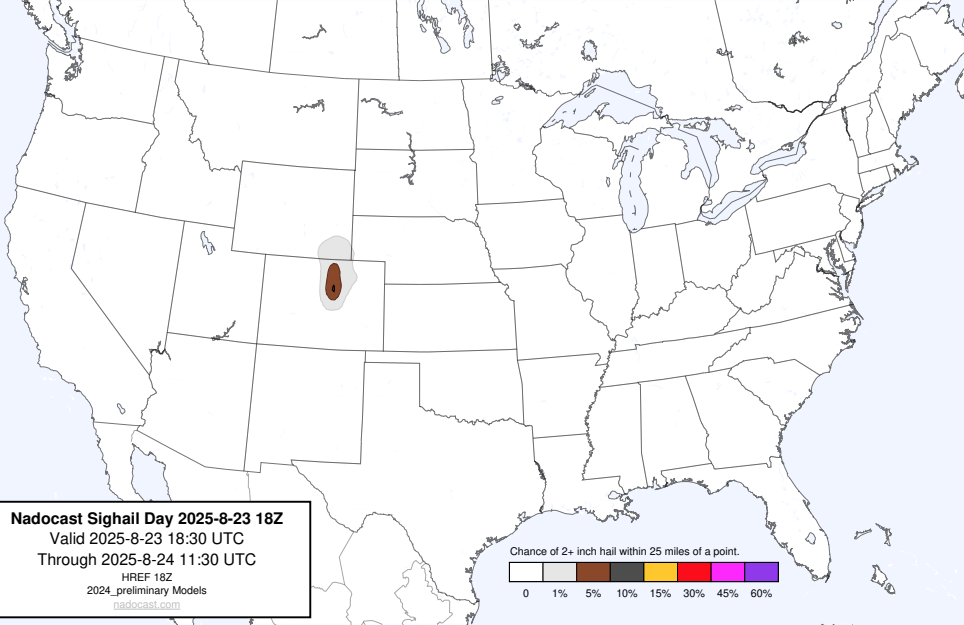 Nadocast Sighail Day 2025-8-23 18Z
Valid 2025-8-23 18:30 UTC
Through 2025-8-24 11:30 UTC
HREF 18Z
2024_preliminary Models
nadocast.com
Chance of 2+ inch hail within 25 miles of a point.
0 1% 5% 10% 15% 30% 45% 60%